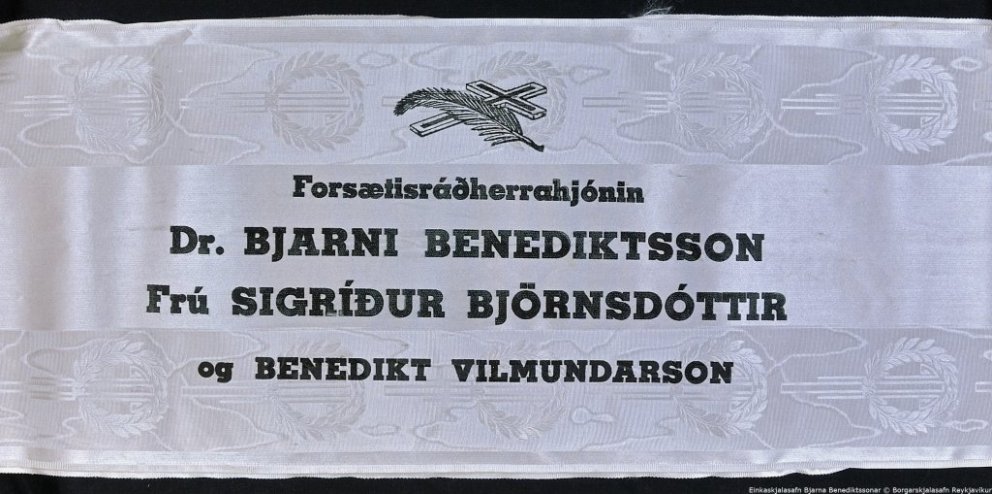 Forsætisráðherrahjónin
Dr. BJARNI BENEDIKTSSON
Frú SIGRÍÐUR BJÖRNSDÓTTIR
og BENEDIKT VILMUNDARSON
Einkaskjalasafn Bjarna Benediktssonar © Borgarskjalasafn Reykjavíkur